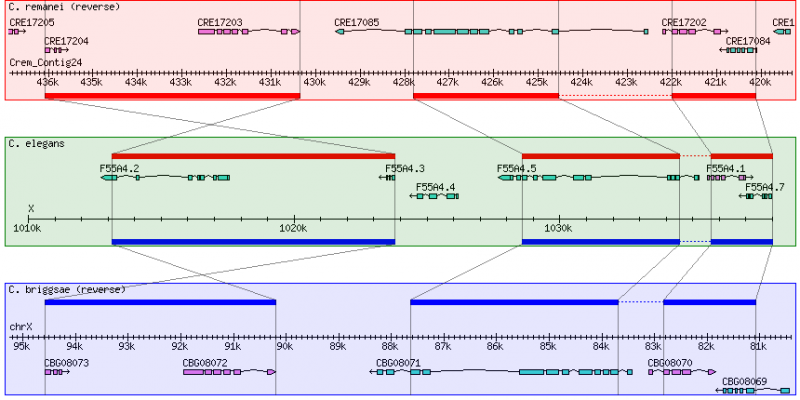 C. remanei (reverse)
CRE17205 CRE17203 CRE17085 CRE17202 CRE1
CRE17204 CRE17084
Crem_Contig24
436k 435k 434k 433k 432k 431k 430k 429k 428k 427k 426k 425k 424k 423k 422k 421k 420k
C. elegans
F55A4.2 F55A4.3 F55A4.5 F55A4.1
F55A4.4 F55A4.7
X
1010k 1020k 1030k
C. briggsae (reverse)
chrX
95k 94k 93k 92k 91k 90k 89k 88k 87k 86k 85k 84k 83k 82k 81k
CBG08073 CBG08072 CBG08071 CBG08070
CBG08069